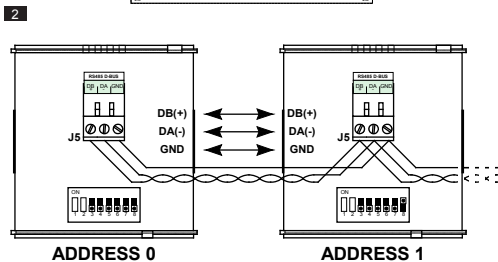 2
RS485 D-BUS
DB DA GND
J5
ON
1 2 3 4 5 6 7 8
ADDRESS 0
DB(+) DB(+)
DA(-) DA(-)
GND GND
RS485 D-BUS
DB DA GND
J5
ON
1 2 3 4 5 6 7 8
ADDRESS 1